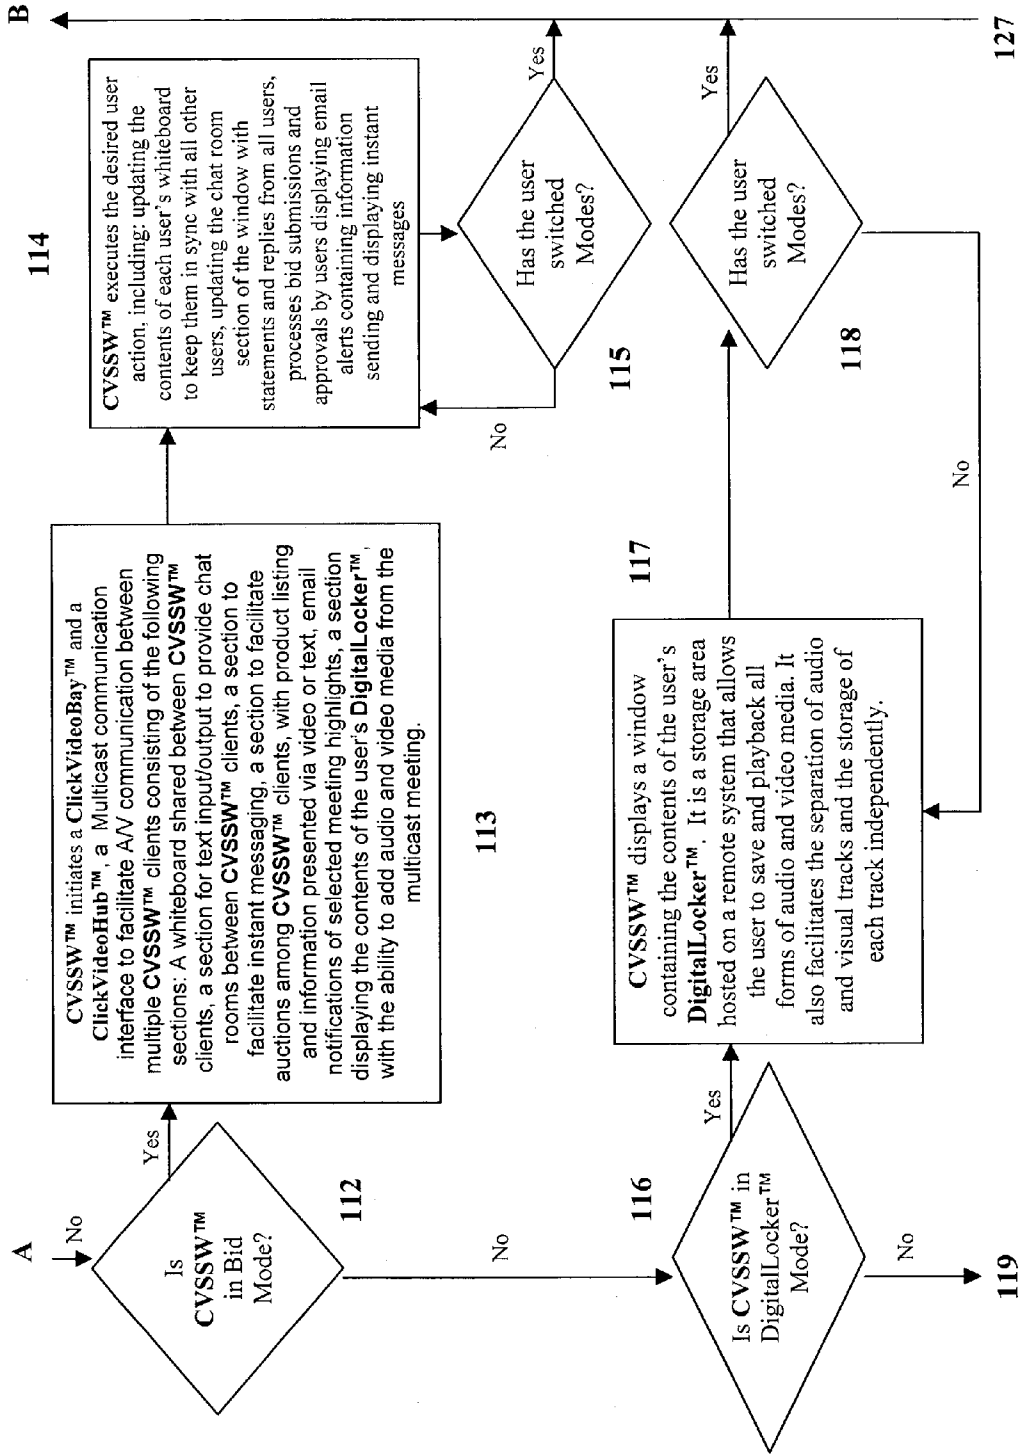 A
No
Is
CVSSW™
in Bid
Mode?
112
Yes
CVSSW™ initiates a ClickVideoBay™ and a
ClickVideoHub™, a Multicast communication
interface to facilitate A/V communication between
multiple CVSSW™ clients consisting of the following
sections: A whiteboard shared between CVSSW™
clients, a section for text input/output to provide chat
rooms between CVSSW™ clients, a section to
facilitate instant messaging, a section to facilitate
auctions among CVSSW™ clients, with product listing
and information presented via video or text, email
notifications of selected meeting highlights, a section
displaying the contents of the user's DigitalLocker™,
with the ability to add audio and video media from the
multicast meeting.
113
114
CVSSW™ executes the desired user
action, including: updating the
contents of each user's whiteboard
to keep them in sync with all other
users, updating the chat room
section of the window with
statements and replies from all users,
processes bid submissions and
approvals by users displaying email
alerts containing information
sending and displaying instant
messages
Has the user
switched
Modes?
115
No
Yes
B
No
Is CVSSW™ in
DigitalLocker™
Mode?
116
No
119
Yes
CVSSW™ displays a window
containing the contents of the user's
DigitalLocker™. It is a storage area
hosted on a remote system that allows
the user to save and playback all
forms of audio and video media. It
also facilitates the separation of audio
and visual tracks and the storage of
each track independently.
117
Has the user
switched
Modes?
118
No
Yes
127